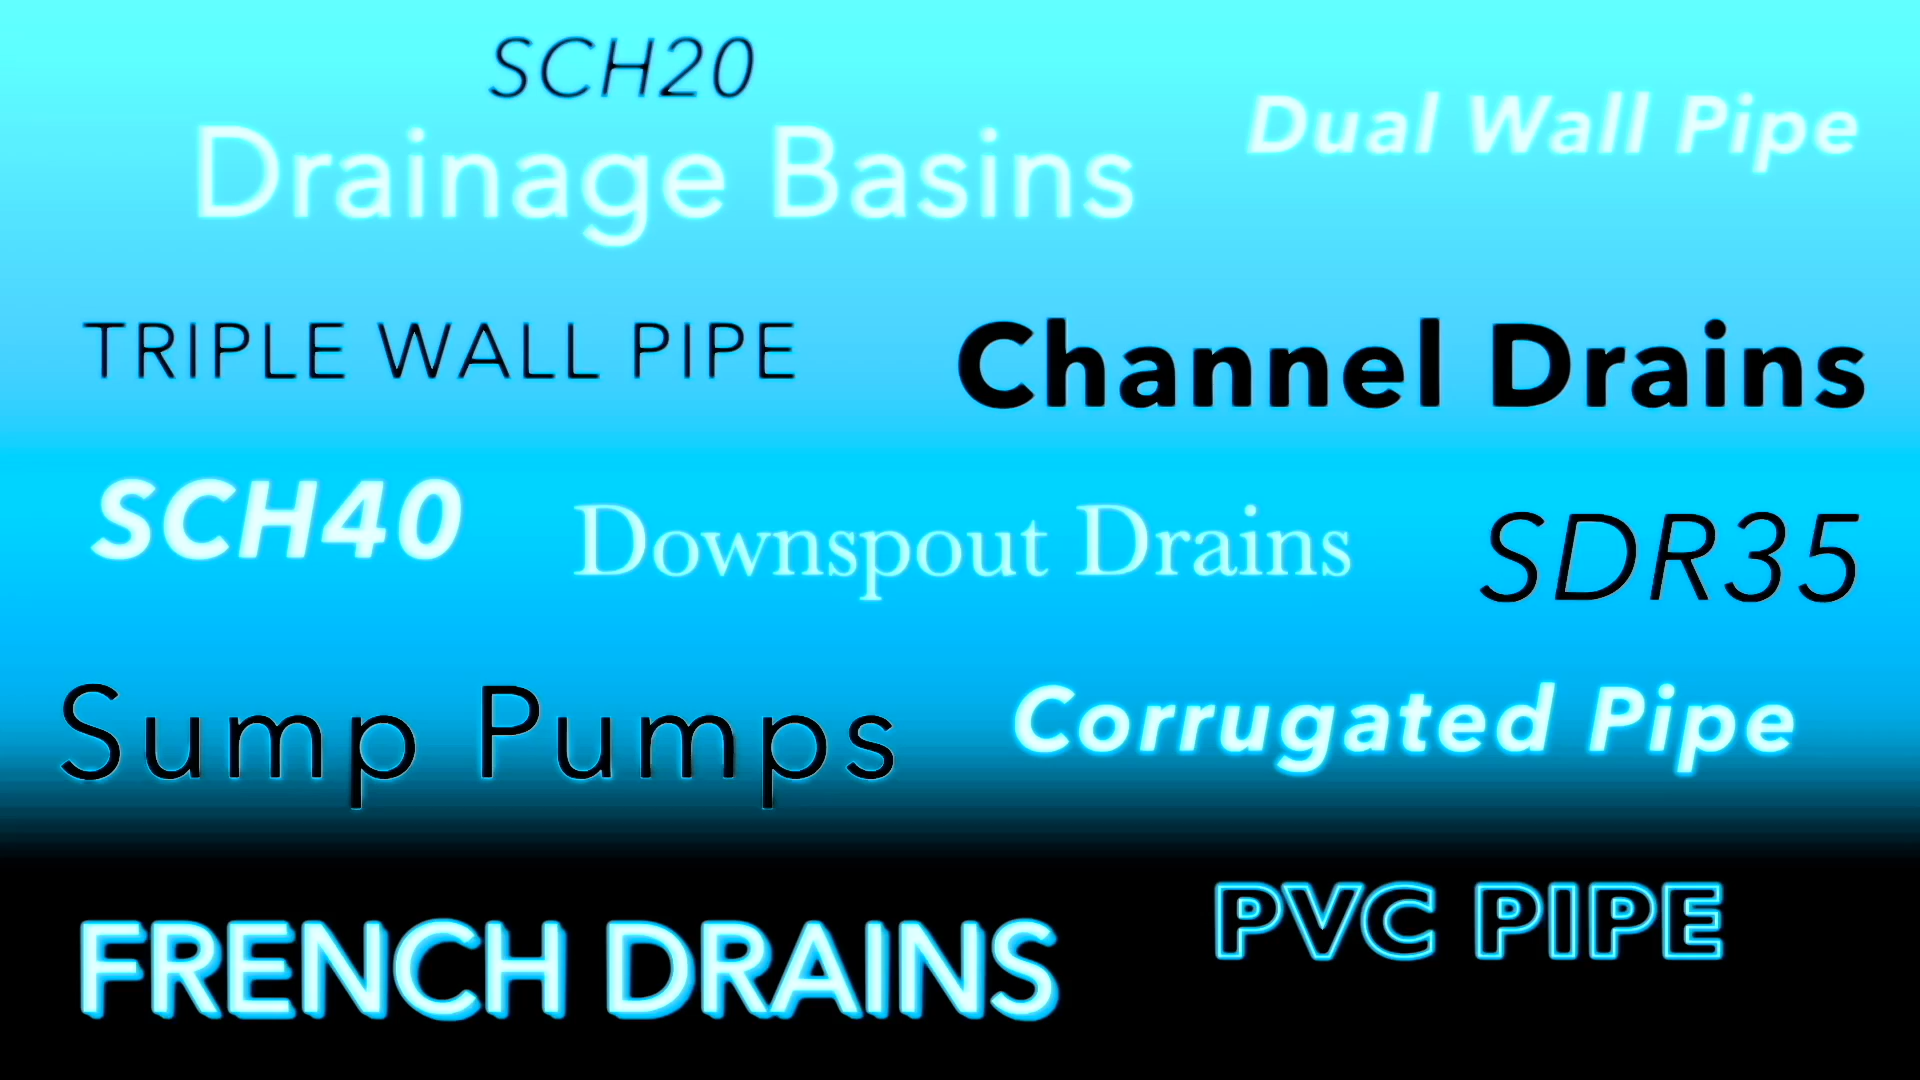 SCH20
Drainage Basins
Dual Wall Pipe
TRIPLE WALL PIPE
Channel Drains
SCH40
Downspout Drains
SDR35
Sump Pumps
Corrugated Pipe
FRENCH DRAINS
PVC PIPE